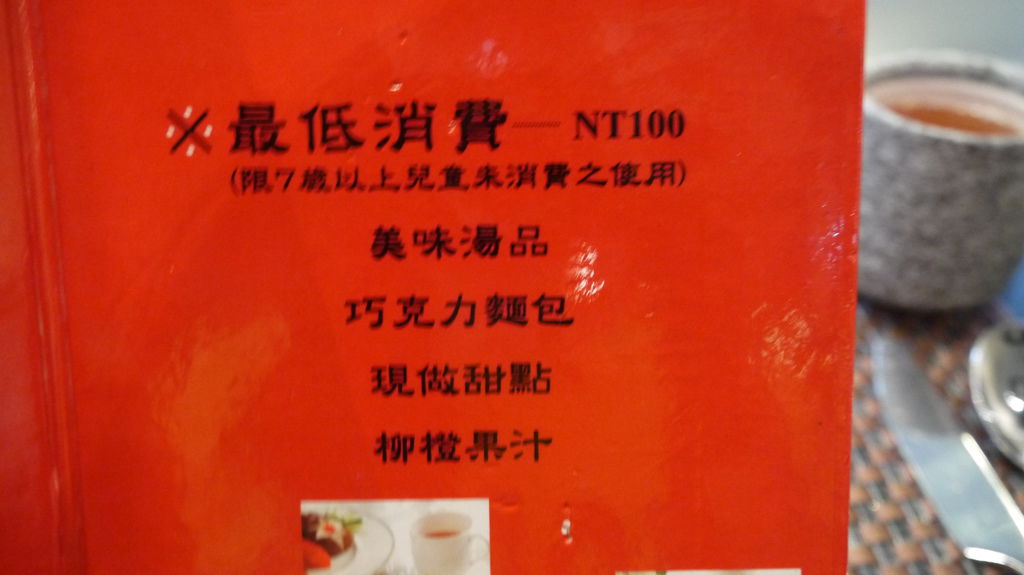 ※最低消費—— NT100
(限7歲以上兒童未消費之使用)
美味湯品
巧克力麵包
現做甜點
柳橙果汁